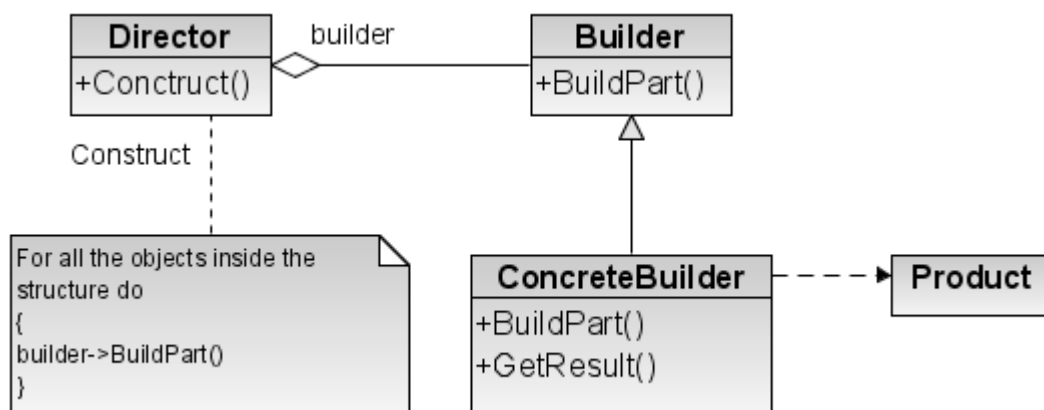 Director
+Conctruct()
builder
Builder
+BuildPart()
Construct
For all the objects inside the
structure do
{
builder->BuildPart()
}
ConcreteBuilder
+BuildPart()
+GetResult()
Product